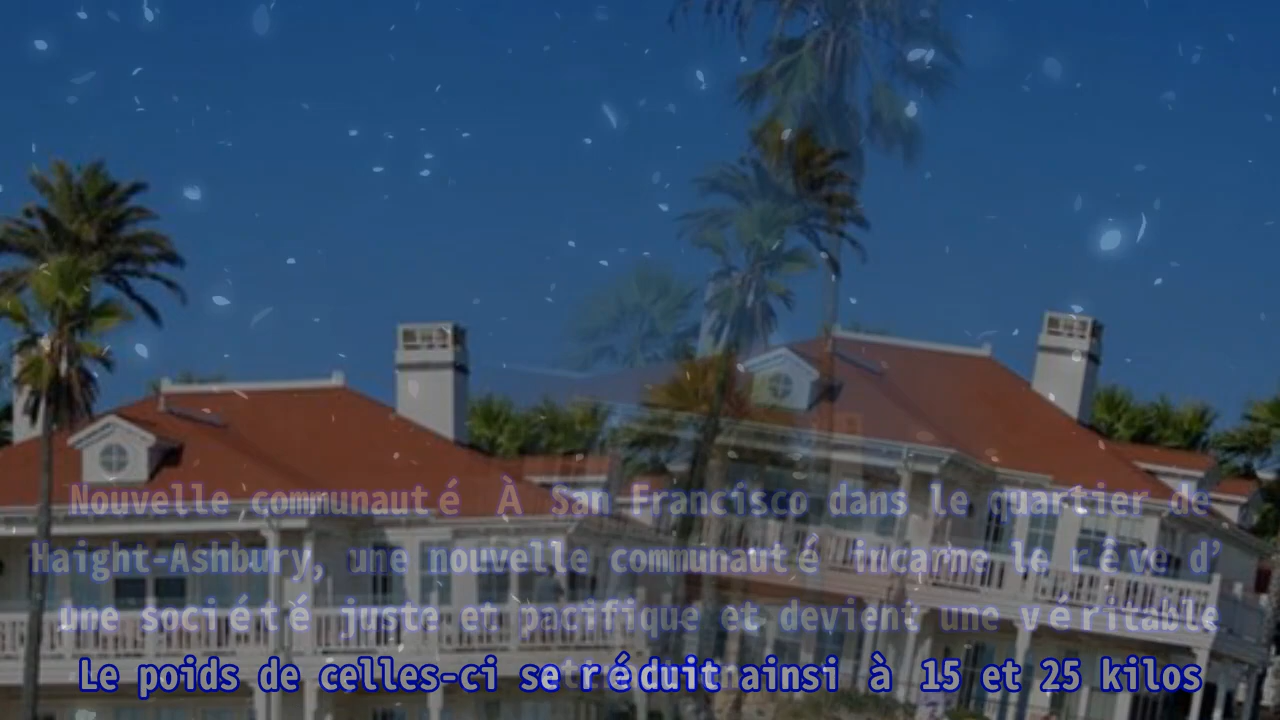 Nouvelle communauté À San Francisco dans le quartier de
Haight-Ashbury, une nouvelle communauté incarne le rêve d'
une société juste et pacifique et devient une véritable
Le poids de celles-ci se réduit ainsi à 15 et 25 kilos